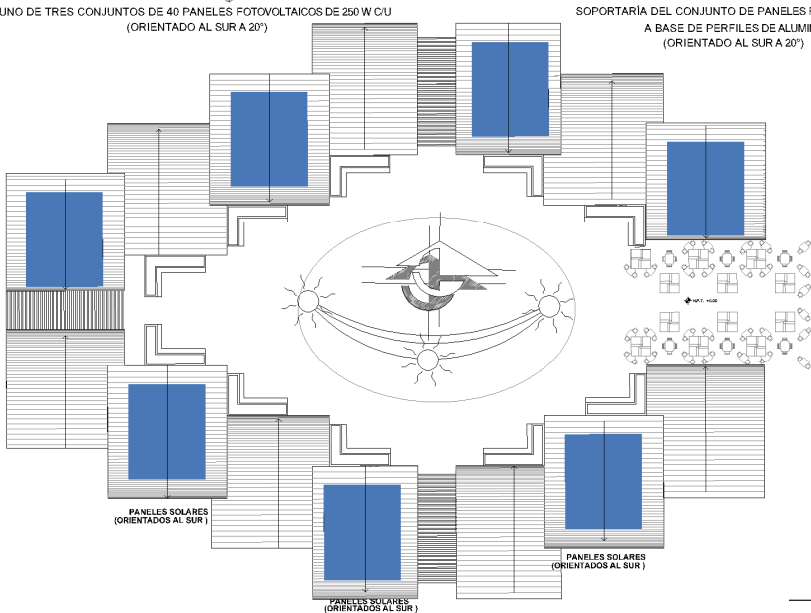 UNO DE TRES CONJUNTOS DE 40 PANELES FOTOVOLTAICOS DE 250 W C/U
(ORIENTADO AL SUR A 20°)
SOPORTARÍA DEL CONJUNTO DE PANELES
A BASE DE PERFILES DE ALUMI
(ORIENTADO AL SUR A 20°)
N.P.T. +0.00
PANELES SOLARES
(ORIENTADOS AL SUR )
PANELES SOLARES
(ORIENTADOS AL SUR )
PANELES SOLARES
(ORIENTADOS AL SUR )